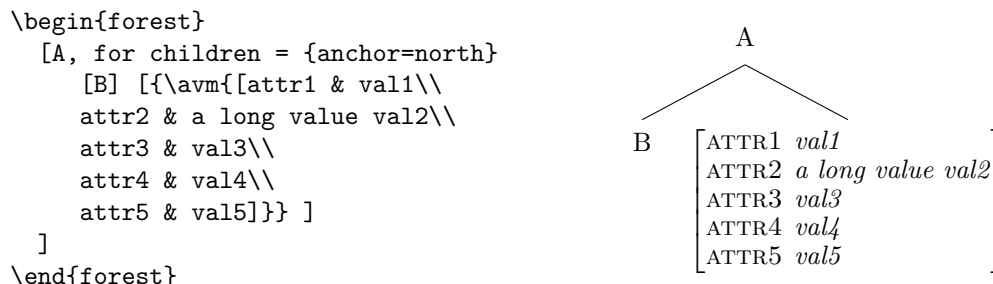 \begin{forest}
[A, for children = {anchor=north}
[B] [{\avm{[attr1 & val1\\
attr2 & a long value val2\\
attr3 & val3\\
attr4 & val4\\
attr5 & val5]}} ]
]
\end{forest}
A
B
ATTR1 val1
ATTR2 a long value val2
ATTR3 val3
ATTR4 val4
ATTR5 val5